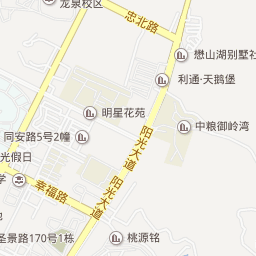 龙泉校区
忠北路
懋山湖别墅社
利通·天鹅堡
明星花苑
阳光大道
中粮御岭湾
同安路5号2幢
光假日
学
幸福路
阳光大道
桃源铭
圣景路170号1栋